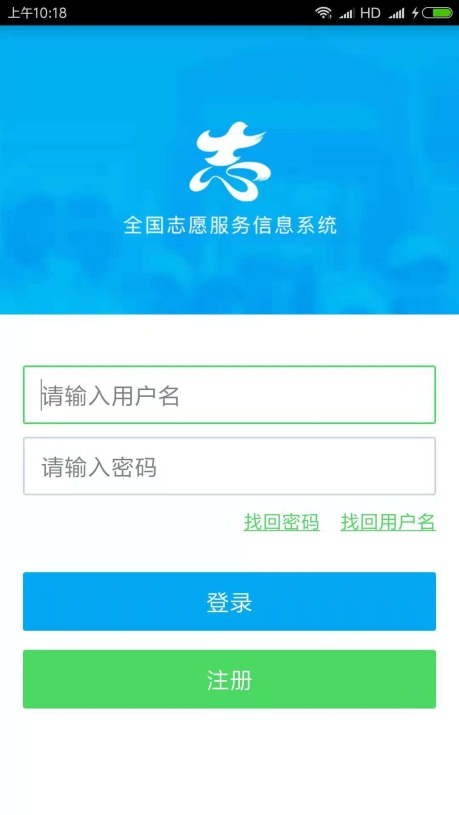 上午10:18
HD
志
全国志愿服务信息系统
请输入用户名
请输入密码
找回密码 找回用户名
登录
注册